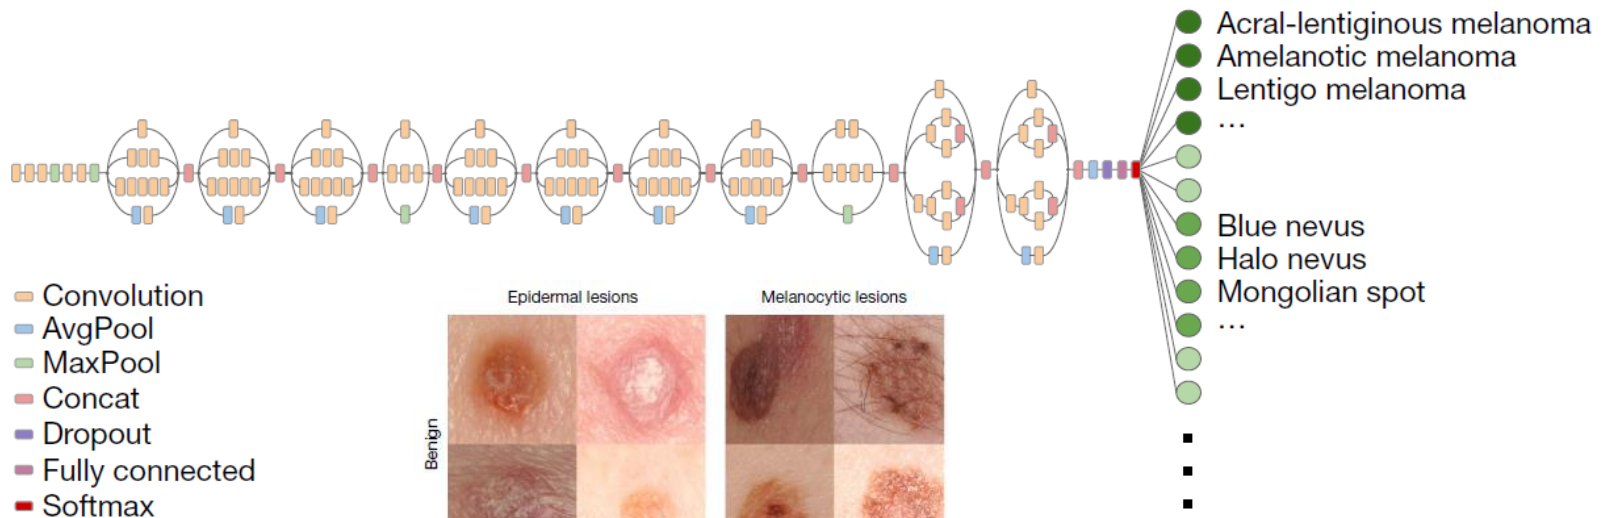 Acral-lentiginous melanoma
Amelanotic melanoma
Lentigo melanoma
...
Blue nevus
Halo nevus
Mongolian spot
...
Convolution
AvgPool
MaxPool
Concat
Dropout
Fully connected
Softmax
Epidermal lesions
Melanocytic lesions
Benign